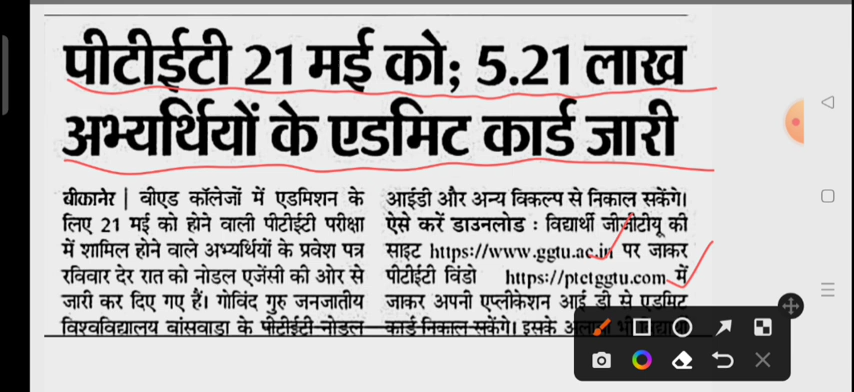 पीटीईटी 21 मई को; 5.21 लाख
अभ्यर्थियों के एडमिट कार्ड जारी
बीकानेर | बीएड कॉलेजों में एडमिशन के
लिए 21 मई को होने वाली पीटीईटी परीक्षा
में शामिल होने वाले अभ्यर्थियों के प्रवेश पत्र
रविवार देर रात को नोडल एजेंसी की ओर से
जारी कर दिए गए हैं। गोविंद गुरु जनजातीय
विश्वविद्यालय बांसवाड़ा के पीटीईटी नोडल
आईडी और अन्य विकल्प से निकाल सकेंगे।
ऐसे करें डाउनलोड : विद्यार्थी जीजीटीयू की
साइट https://www.ggtu.ac.in पर जाकर
पीटीईटी विंडो https://ptetggtu.com में
जाकर अपनी एप्लीकेशन आई डी से एडमिट
कार्ड निकाल सकेंगे। इसके